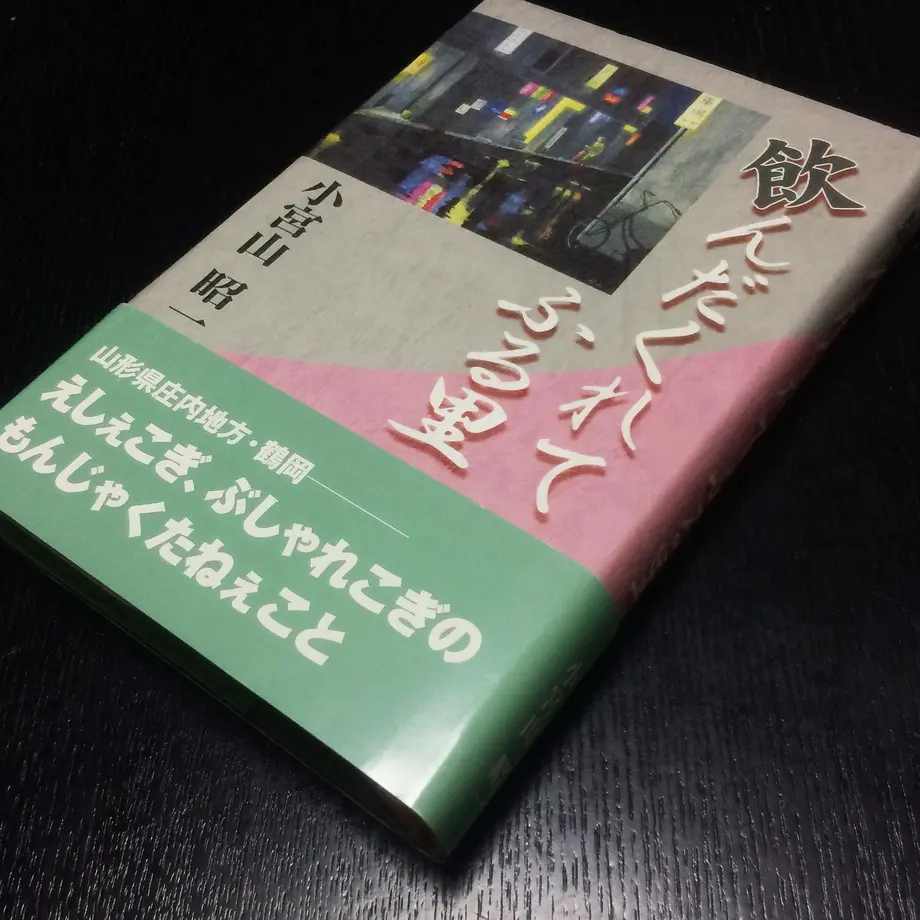 飲んだくれて
ふる里
小宮山 昭一
山形県庄内地方・鶴岡──
えしぇこぎ、ぶしゃれこぎの
もんじゃくたねぇこと